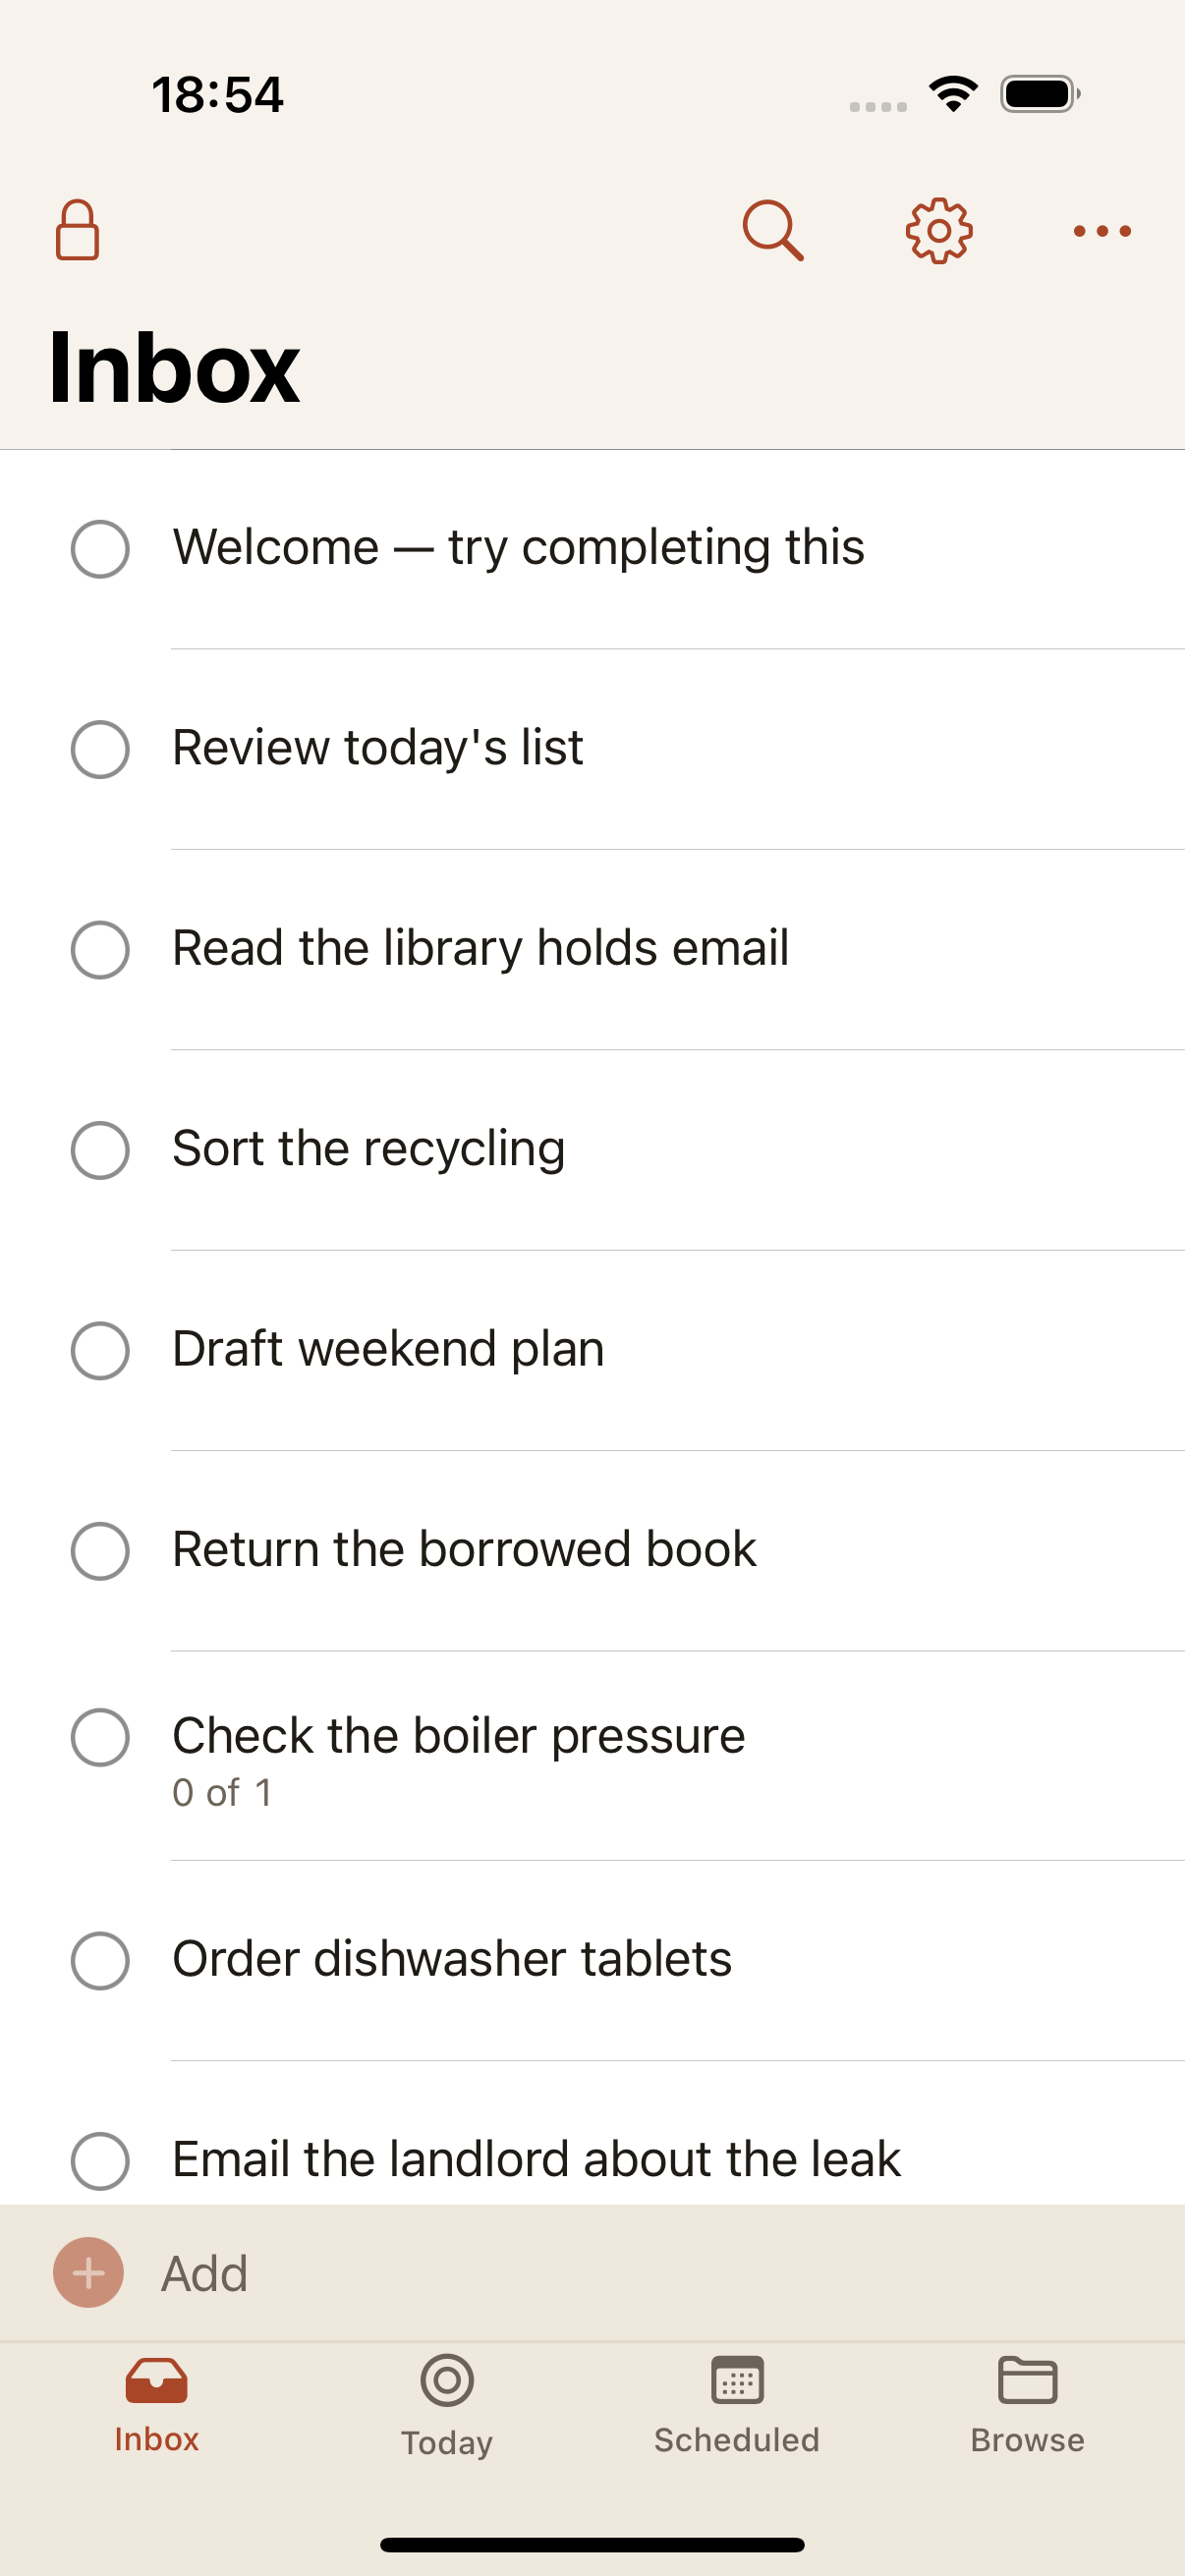 18:54
Inbox
Welcome — try completing this
Review today's list
Read the library holds email
Sort the recycling
Draft weekend plan
Return the borrowed book
Check the boiler pressure
0 of 1
Order dishwasher tablets
Email the landlord about the leak
Add
Inbox
Today
Scheduled
Browse